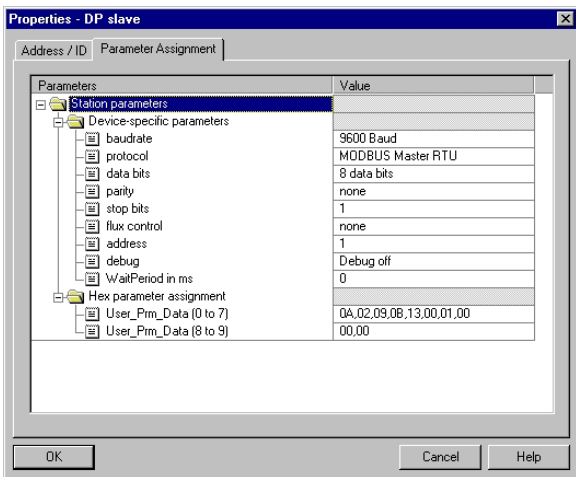 Properties - DP slave
Address / ID Parameter Assignment
Parameters Value
Station parameters
Device-specific parameters
baudrate 9600 Baud
protocol MODBUS Master RTU
data bits 8 data bits
parity none
stop bits 1
flux control none
address 1
debug Debug off
WaitPeriod in ms 0
Hex parameter assignment
User_Prm_Data (0 to 7) 0A,02,09,0B,13,00,01,00
User_Prm_Data (8 to 9) 00,00
OK Cancel Help